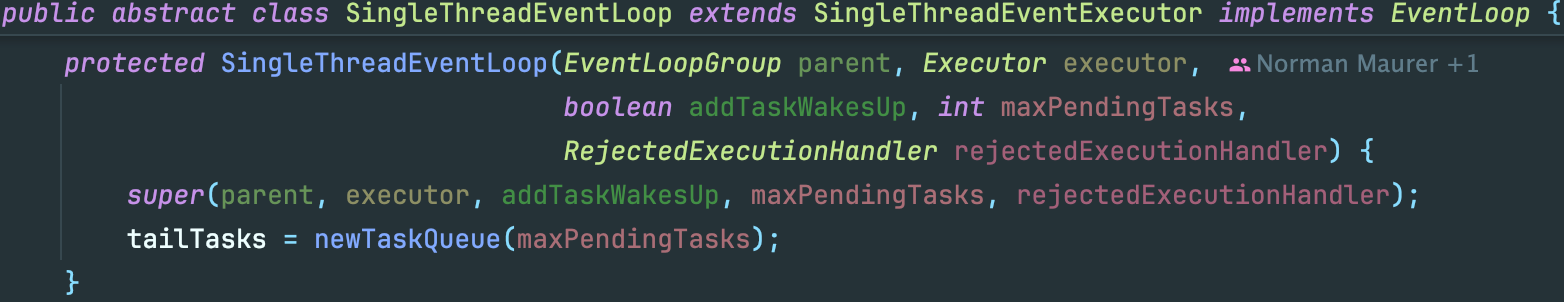 public abstract class SingleThreadEventLoop extends SingleThreadEventExecutor implements EventLoop {
protected SingleThreadEventLoop(EventLoopGroup parent, Executor executor, Norman Maurer +1
boolean addTaskWakesUp, int maxPendingTasks,
RejectedExecutionHandler rejectedExecutionHandler) {
super(parent, executor, addTaskWakesUp, maxPendingTasks, rejectedExecutionHandler);
tailTasks = newTaskQueue(maxPendingTasks);
}